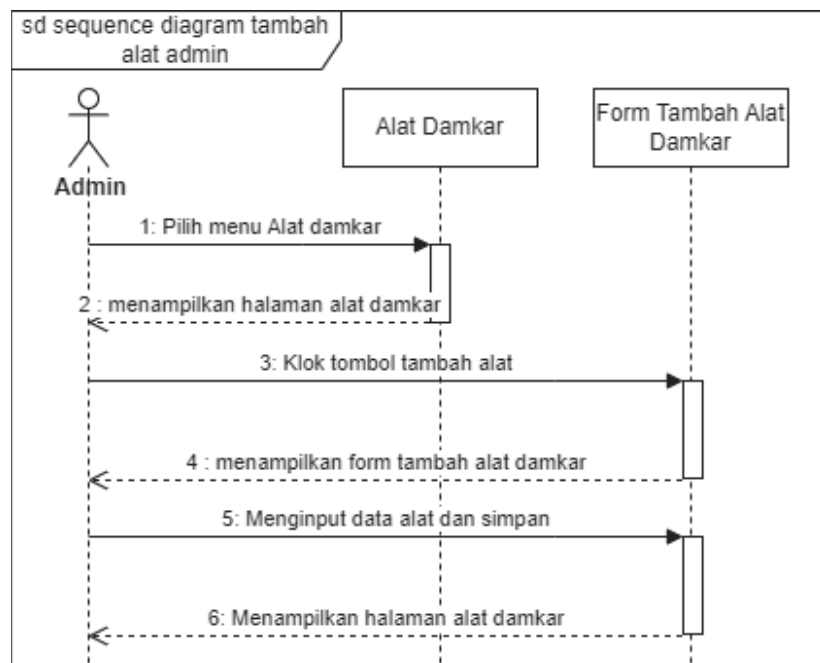 sd sequence diagram tambah
alat admin
Admin
Alat Damkar
Form Tambah Alat
Damkar
1: Pilih menu Alat damkar
2 : menampilkan halaman alat damkar
3: Klok tombol tambah alat
4 : menampilkan form tambah alat damkar
5: Menginput data alat dan simpan
6: Menampilkan halaman alat damkar